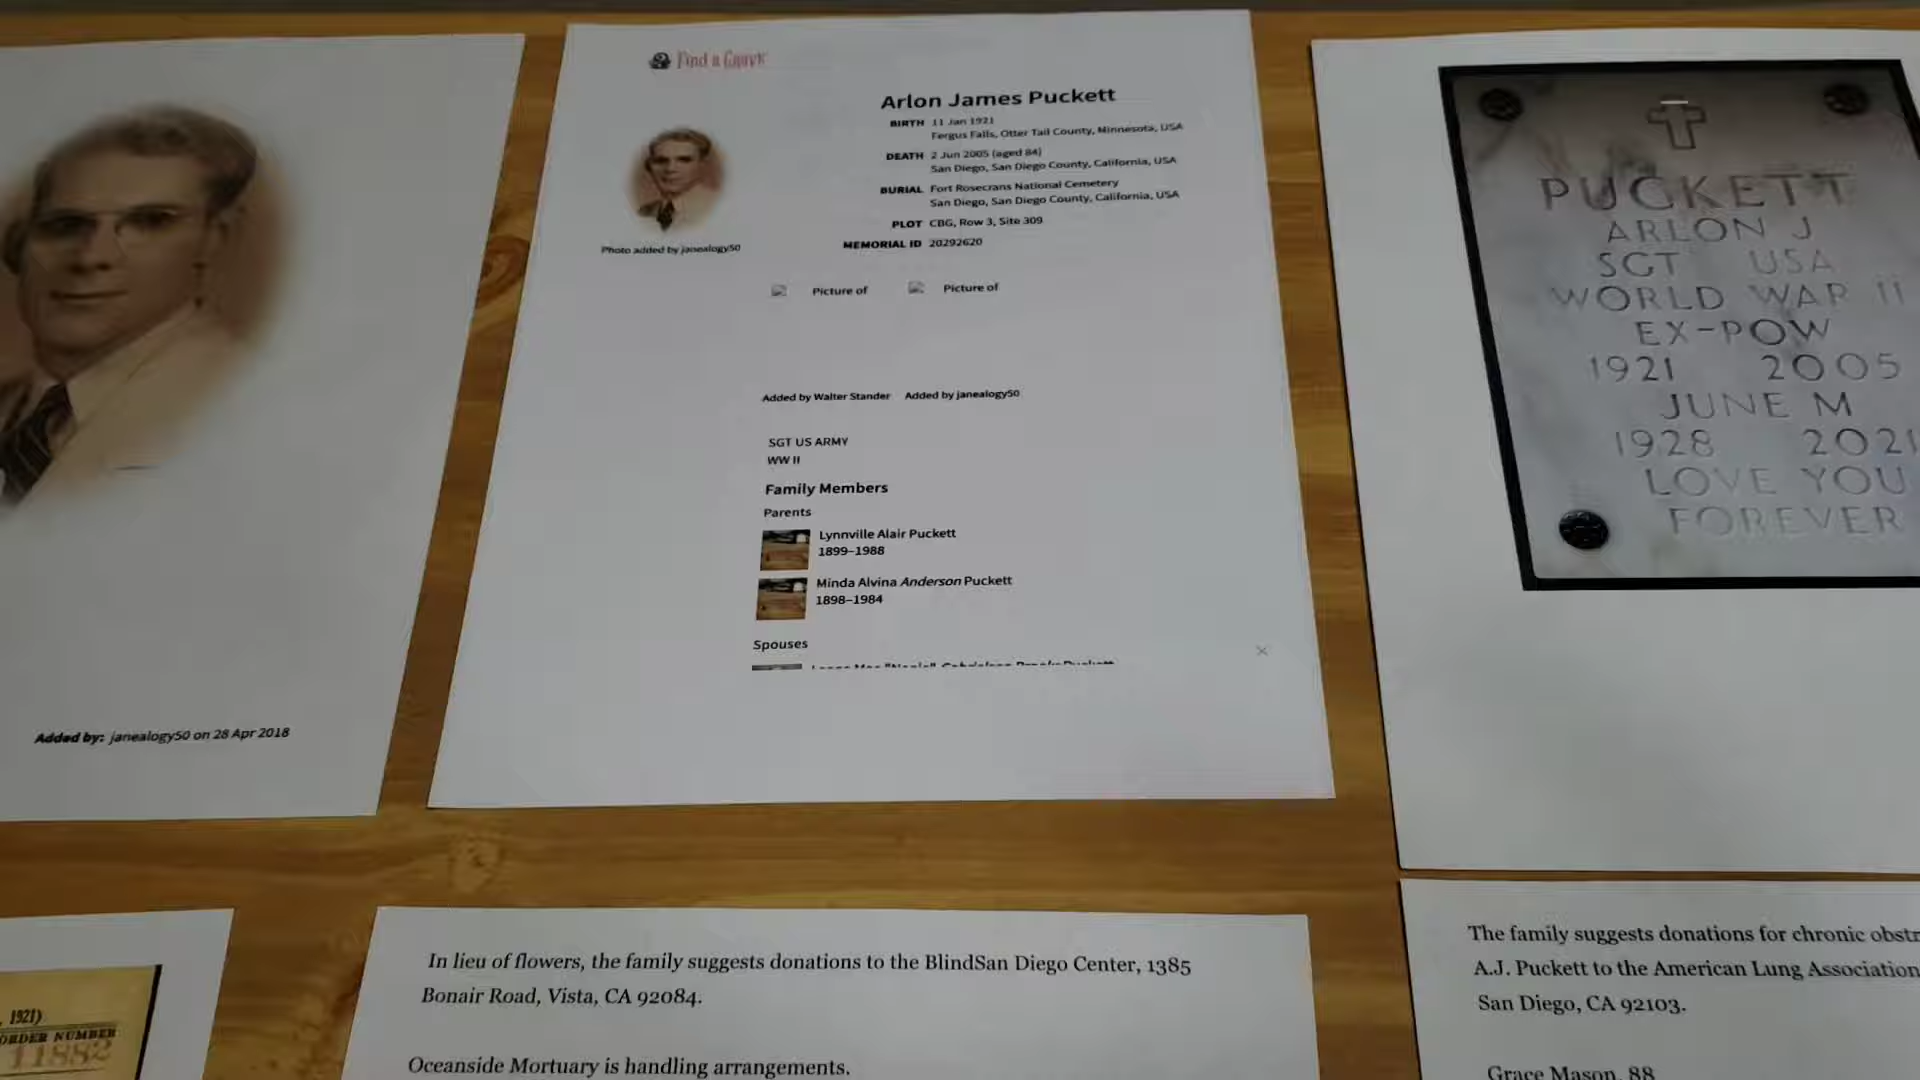 Added by: janealogy50 on 28 Apr 2018
Find a Grave
Arlon James Puckett
BIRTH 11 Jan 1921
Fergus Falls, Otter Tail County, Minnesota, USA
DEATH 2 Jun 2005 (aged 84)
San Diego, San Diego County, California, USA
BURIAL Fort Rosecrans National Cemetery
San Diego, San Diego County, California, USA
PLOT CBG, Row 3, Site 309
MEMORIAL ID 20292620
Photo added by janealogy50
Picture of Picture of
Added by Walter Stander Added by janealogy50
SGT US ARMY
WW II
Family Members
Parents
Lynnville Alair Puckett
1899–1988
Minda Alvina Anderson Puckett
1898–1984
Spouses
PUCKETT
ARLON J
SGT USA
WORLD WAR II
EX-POW
1921 2005
JUNE M
1928 2021
LOVE YOU
FOREVER
, 1921)
ORDER NUMBER
11882
In lieu of flowers, the family suggests donations to the BlindSan Diego Center, 1385
Bonair Road, Vista, CA 92084.
Oceanside Mortuary is handling arrangements.
The family suggests donations for chronic obstr
A.J. Puckett to the American Lung Association
San Diego, CA 92103.
Grace Mason, 88